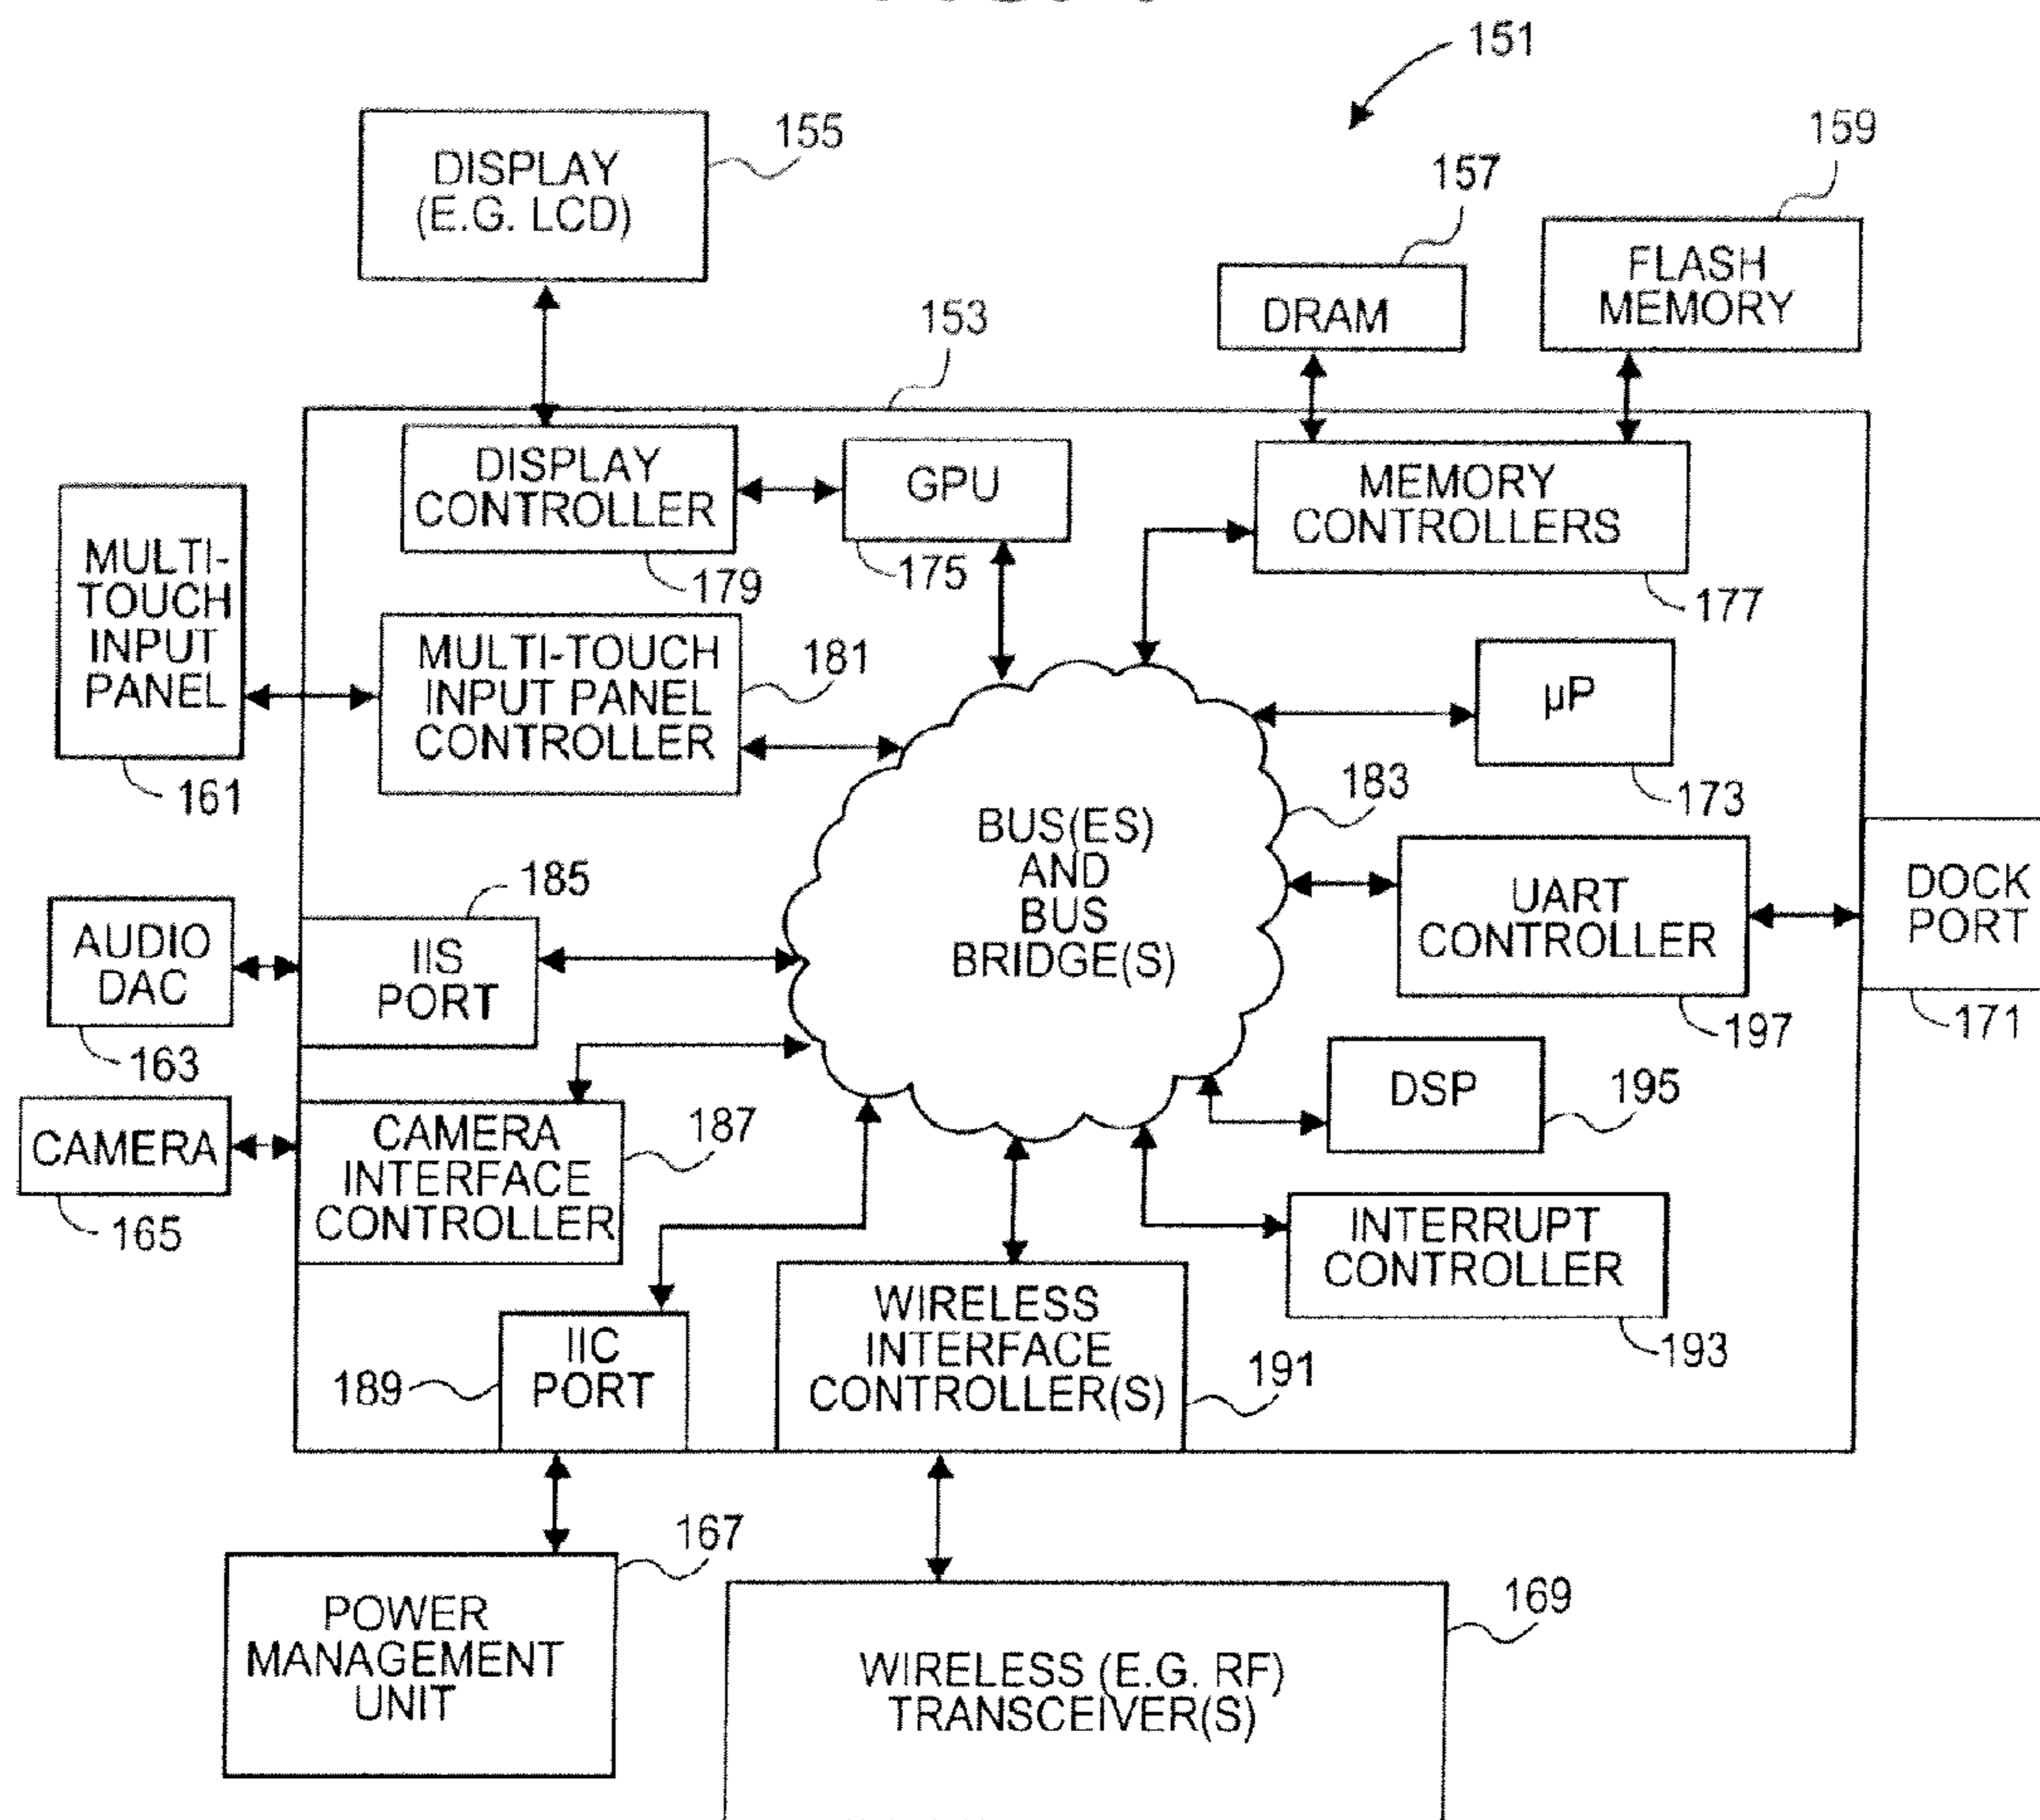 151
155
DISPLAY
(E.G. LCD)
159
157
FLASH
MEMORY
DRAM
153
DISPLAY
CONTROLLER
GPU
MEMORY
CONTROLLERS
179
175
177
MULTI-
TOUCH
INPUT
PANEL
161
MULTI-TOUCH
INPUT PANEL
CONTROLLER
181
µP
173
183
BUS(ES)
AND
BUS
BRIDGE(S)
185
AUDIO
DAC
163
IIS
PORT
UART
CONTROLLER
197
DOCK
PORT
171
DSP
195
CAMERA
165
CAMERA
INTERFACE
CONTROLLER
187
INTERRUPT
CONTROLLER
193
189
IIC
PORT
WIRELESS
INTERFACE
CONTROLLER(S)
191
167
POWER
MANAGEMENT
UNIT
169
WIRELESS (E.G. RF)
TRANSCEIVER(S)